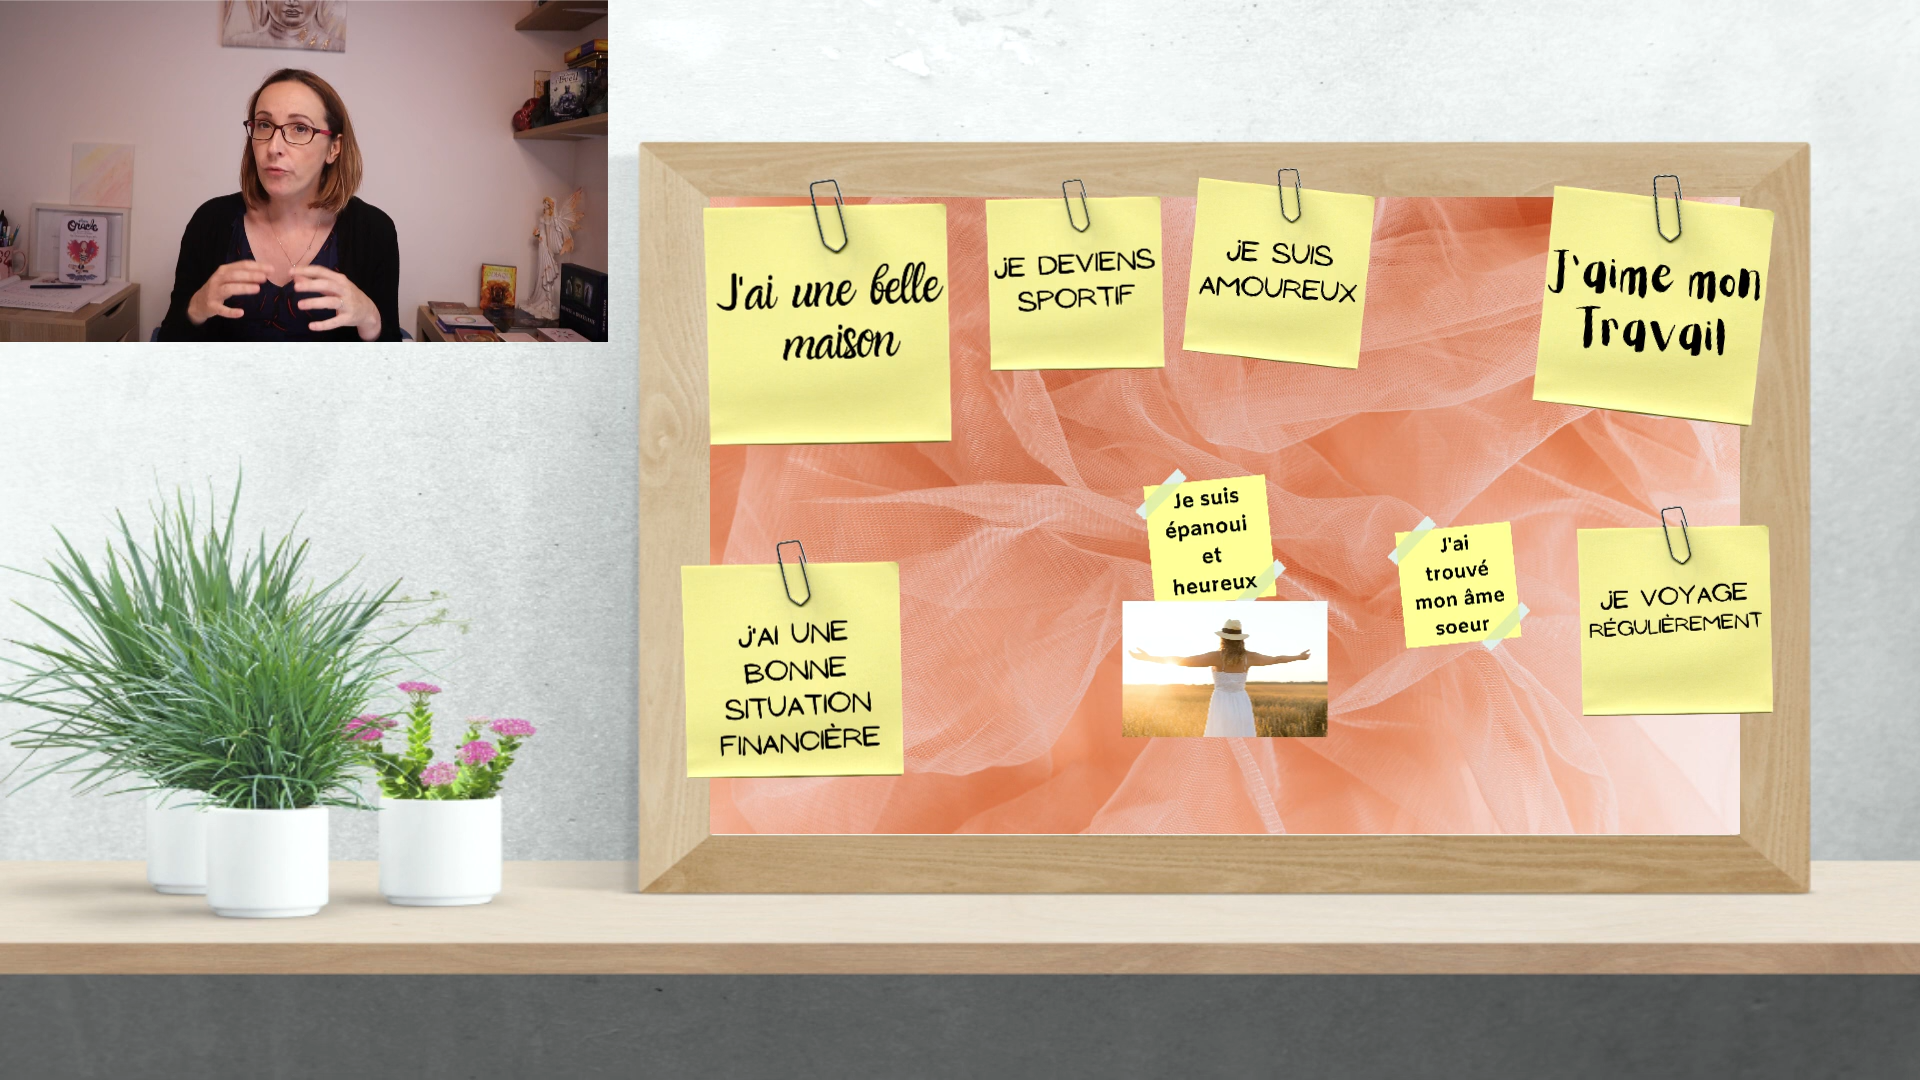 J'ai une belle
maison
JE DEVIENS
SPORTIF
JE SUIS
AMOUREUX
J'aime mon
Travail
Je suis
épanoui
et
heureux
J'ai
trouvé
mon âme
soeur
JE VOYAGE
RÉGULIÈREMENT
J'AI UNE
BONNE
SITUATION
FINANCIÈRE
Oracle